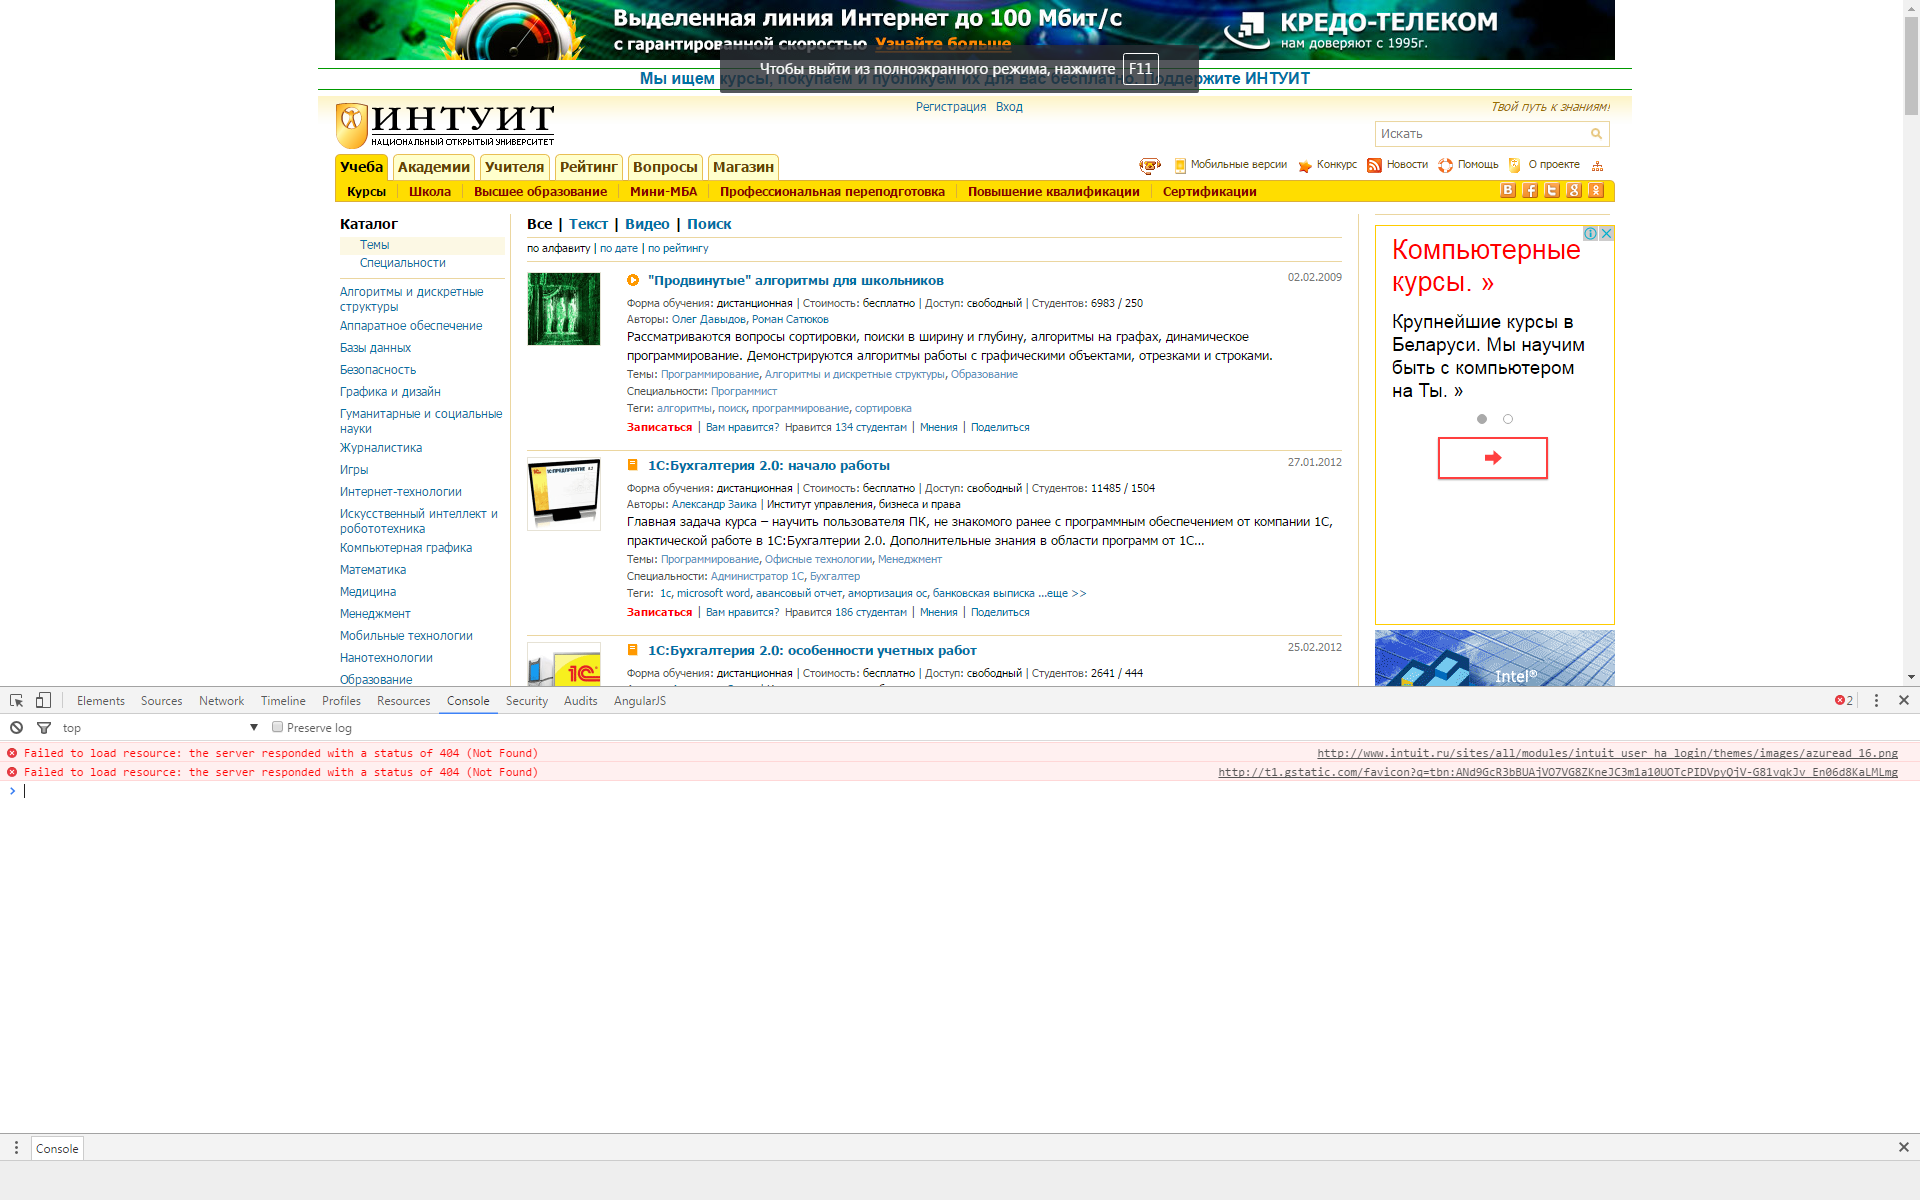 Выделенная линия Интернет до 100 Мбит/с
с гарантированной скоростью Узнайте больше
КРЕДО-ТЕЛЕКОМ
нам доверяют с 1995г.
Чтобы выйти из полноэкранного режима, нажмите F11
Мы ищем курсы, покупаем и публикуем их для вас бесплатно. Поддержите ИНТУИТ
ИНТУИТ
НАЦИОНАЛЬНЫЙ ОТКРЫТЫЙ УНИВЕРСИТЕТ
Регистрация Вход
Твой путь к знаниям!
Искать
Учеба Академии Учителя Рейтинг Вопросы Магазин
Мобильные версии Конкурс Новости Помощь О проекте
Курсы | Школа | Высшее образование | Мини-МБА | Профессиональная переподготовка | Повышение квалификации | Сертификации
Каталог
Темы
Специальности
Алгоритмы и дискретные
структуры
Аппаратное обеспечение
Базы данных
Безопасность
Графика и дизайн
Гуманитарные и социальные
науки
Журналистика
Игры
Интернет-технологии
Искусственный интеллект и
робототехника
Компьютерная графика
Математика
Медицина
Менеджмент
Мобильные технологии
Нанотехнологии
Образование
Все | Текст | Видео | Поиск
по алфавиту | по дате | по рейтингу
"Продвинутые" алгоритмы для школьников 02.02.2009
Форма обучения: дистанционная | Стоимость: бесплатно | Доступ: свободный | Студентов: 6983 / 250
Авторы: Олег Давыдов, Роман Сатюков
Рассматриваются вопросы сортировки, поиски в ширину и глубину, алгоритмы на графах, динамическое
программирование. Демонстрируются алгоритмы работы с графическими объектами, отрезками и строками.
Темы: Программирование, Алгоритмы и дискретные структуры, Образование
Специальности: Программист
Теги: алгоритмы, поиск, программирование, сортировка
Записаться | Вам нравится? Нравится 134 студентам | Мнения | Поделиться
1С:Бухгалтерия 2.0: начало работы 27.01.2012
Форма обучения: дистанционная | Стоимость: бесплатно | Доступ: свободный | Студентов: 11485 / 1504
Авторы: Александр Заика | Институт управления, бизнеса и права
Главная задача курса – научить пользователя ПК, не знакомого ранее с программным обеспечением от компании 1С,
практической работе в 1С:Бухгалтерии 2.0. Дополнительные знания в области программ от 1С...
Темы: Программирование, Офисные технологии, Менеджмент
Специальности: Администратор 1С, Бухгалтер
Теги: 1с, microsoft word, авансовый отчет, амортизация ос, банковская выписка ...еще >>
Записаться | Вам нравится? Нравится 186 студентам | Мнения | Поделиться
1С:Бухгалтерия 2.0: особенности учетных работ 25.02.2012
Форма обучения: дистанционная | Стоимость: бесплатно | Доступ: свободный | Студентов: 2641 / 444
Компьютерные
курсы. »
Крупнейшие курсы в
Беларуси. Мы научим
быть с компьютером
на Ты. »
Intel®
Elements Sources Network Timeline Profiles Resources Console Security Audits AngularJS 2
top Preserve log
Failed to load resource: the server responded with a status of 404 (Not Found) http://www.intuit.ru/sites/all/modules/intuit_user_ha_login/themes/images/azuread_16.png
Failed to load resource: the server responded with a status of 404 (Not Found) http://t1.gstatic.com/favicon?q=tbn:ANd9GcR3bBUAjVO7VG8ZKneJC3m1a10UOTcPIDVpyQjV-G81vqkJv_En06d8KaLMLmg
Console